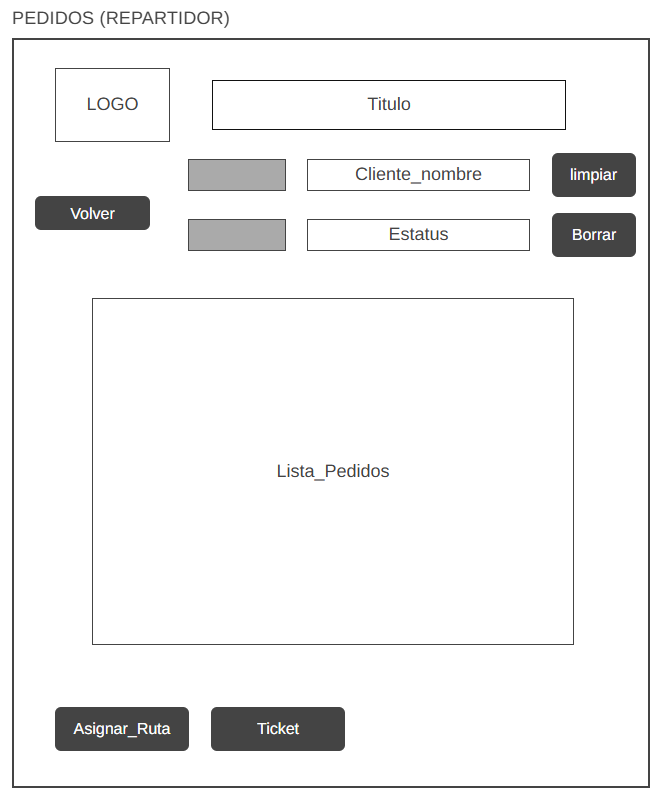 PEDIDOS (REPARTIDOR)
LOGO
Titulo
Cliente_nombre
limpiar
Volver
Estatus
Borrar
Lista_Pedidos
Asignar_Ruta
Ticket